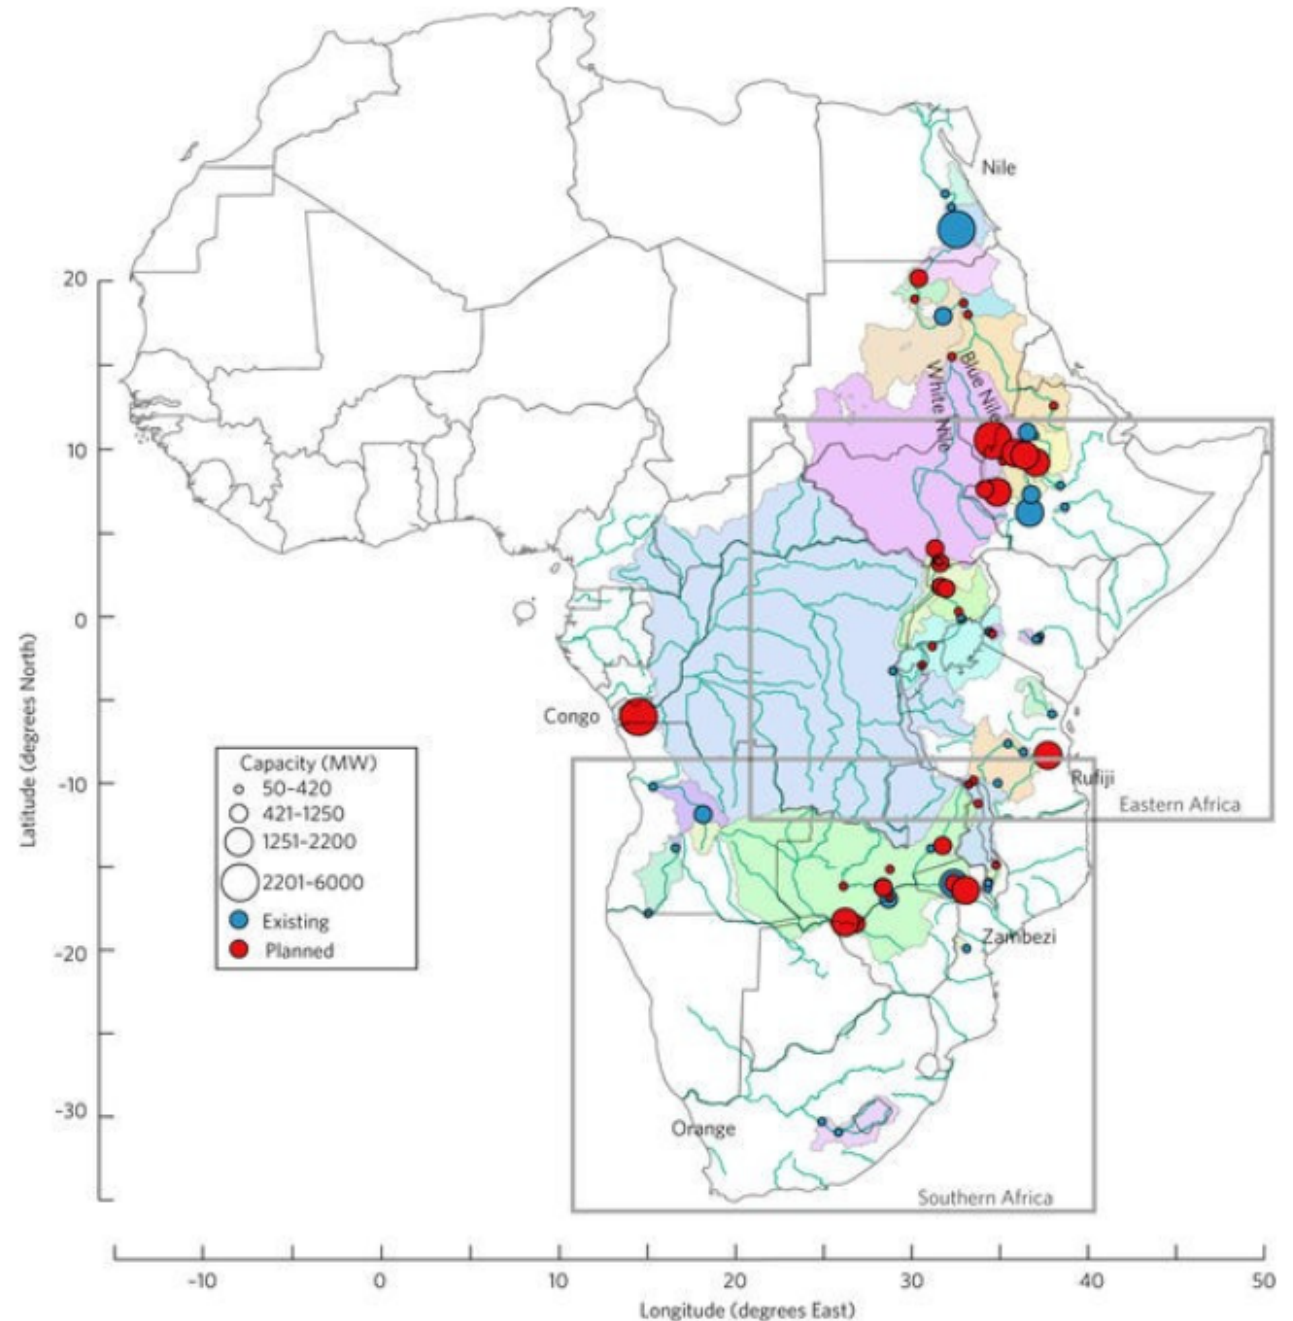 Nile
20
Blue Nile
White Nile
10
0
Congo
Capacity (MW)
50–420
421–1250
1251–2200
2201–6000
Existing
Planned
-10
Rufiji
Eastern Africa
Zambezi
-20
-30
Orange
Southern Africa
Latitude (degrees North)
-10 0 10 20 30 40 50
Longitude (degrees East)